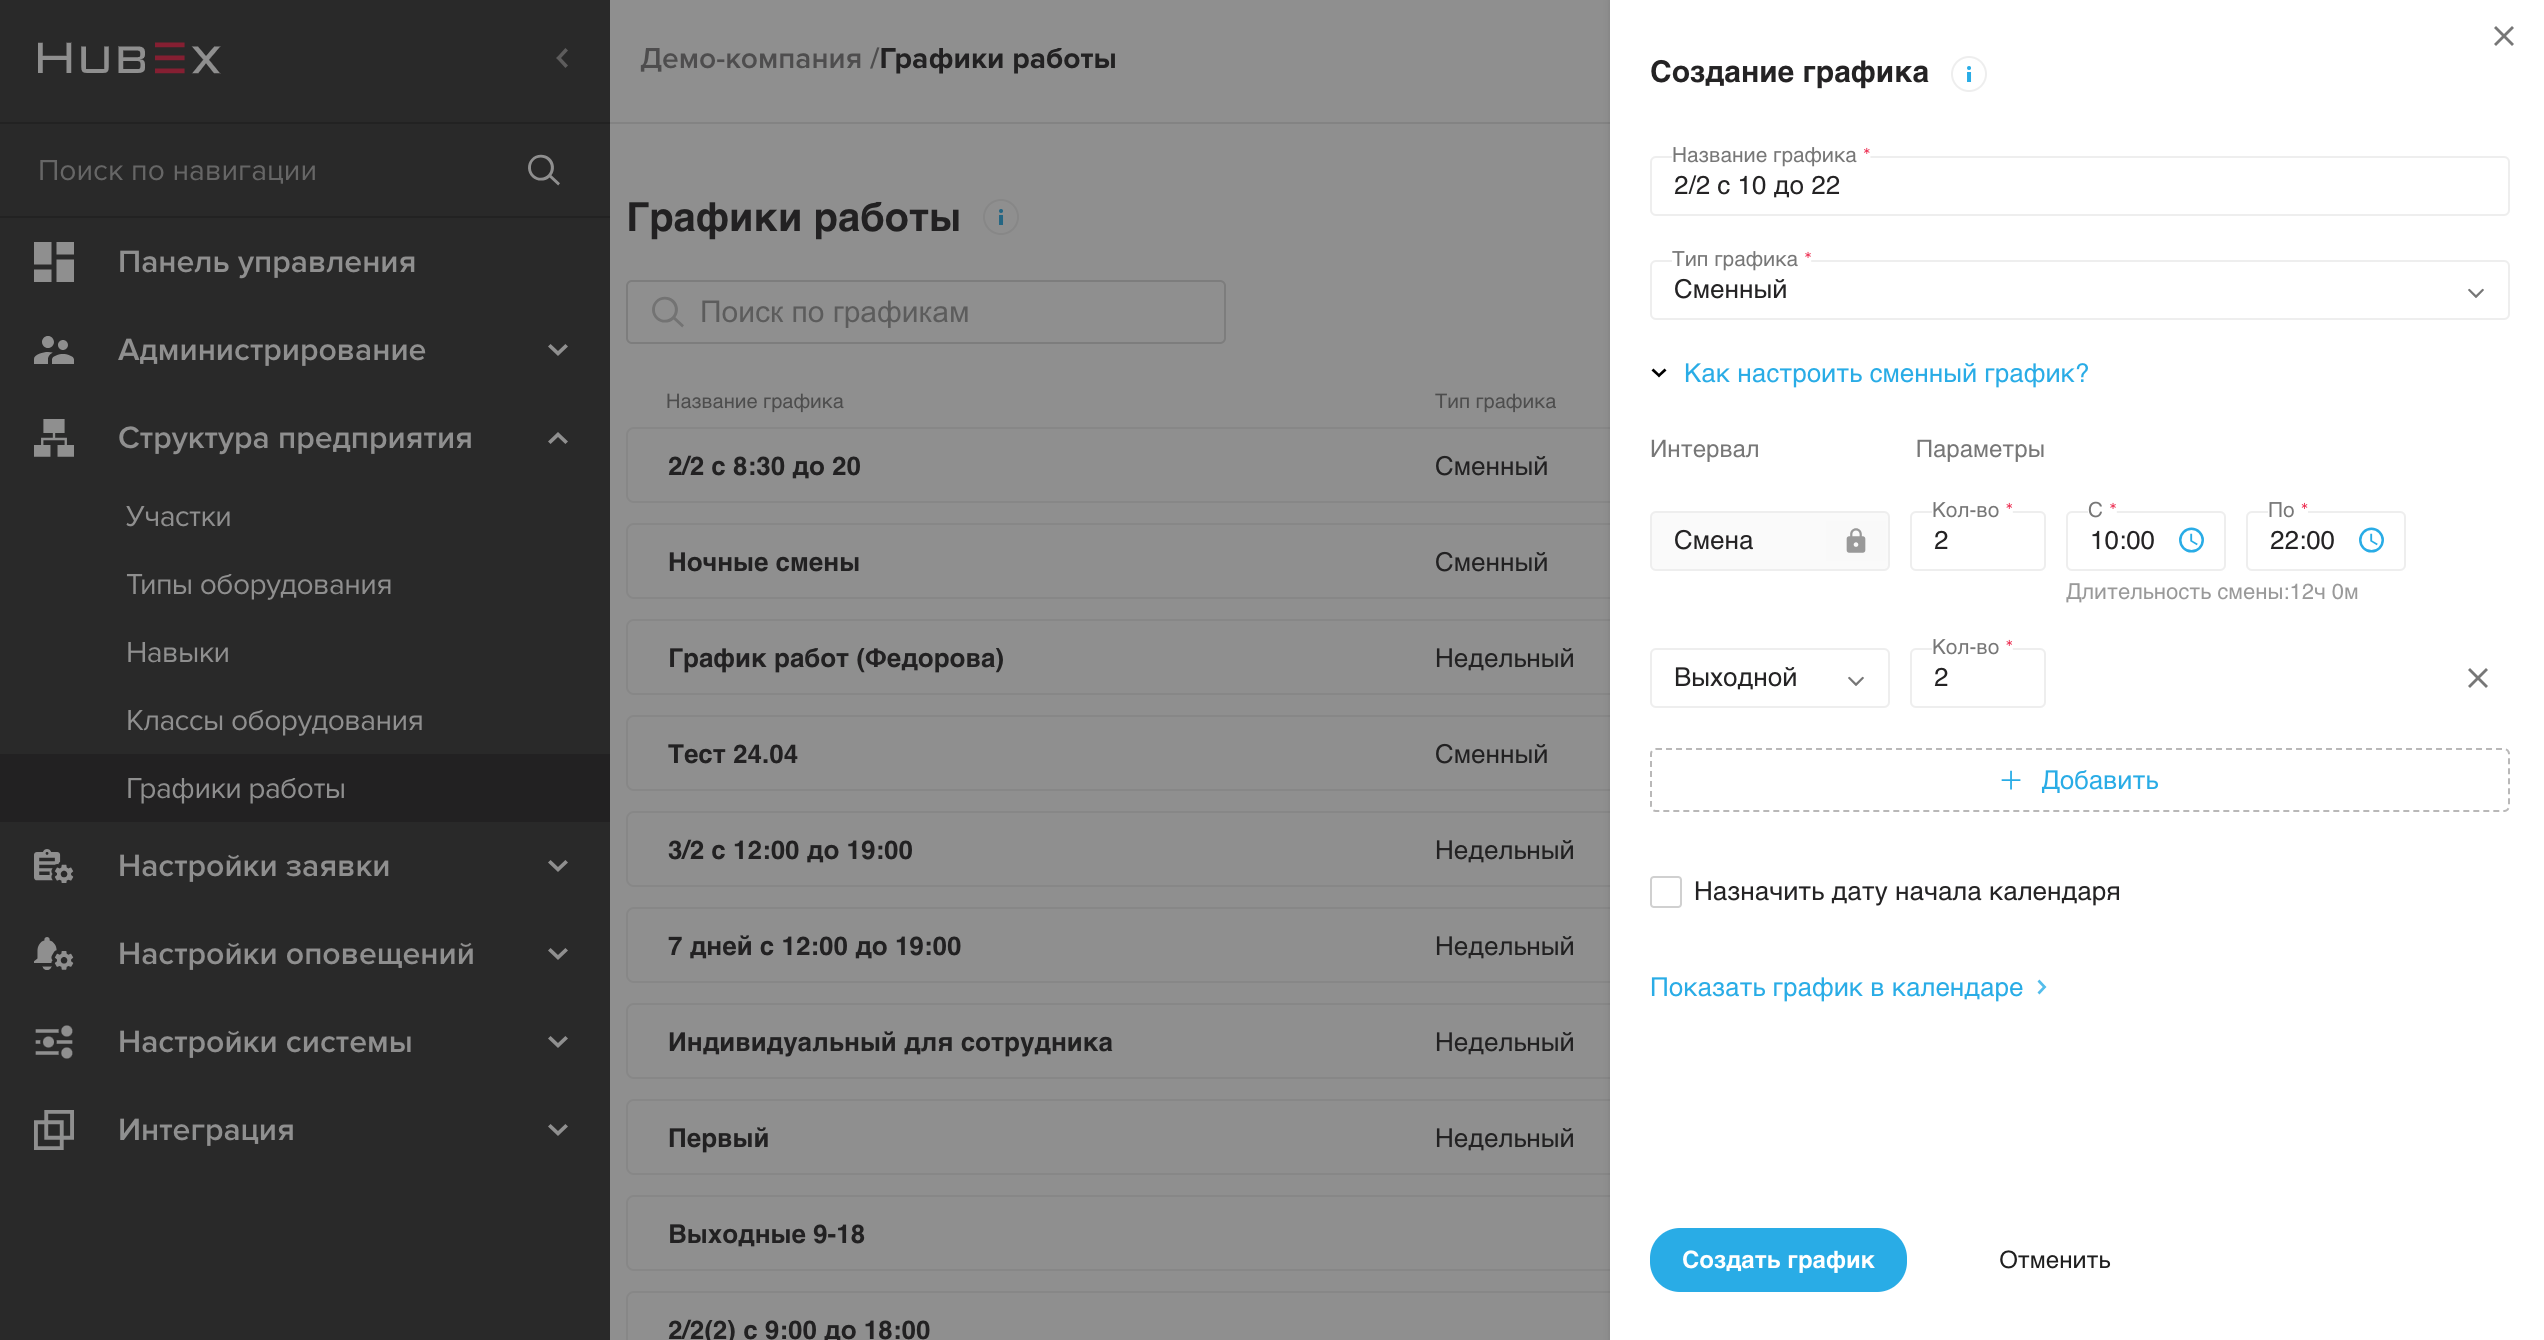 HUBEX
Поиск по навигации
Панель управления
Администрирование
Структура предприятия
Участки
Типы оборудования
Навыки
Классы оборудования
Графики работы
Настройки заявки
Настройки оповещений
Настройки системы
Интеграция
Демо-компания /Графики работы
Графики работы
Поиск по графикам
Название графика Тип графика
2/2 с 8:30 до 20 Сменный
Ночные смены Сменный
График работ (Федорова) Недельный
Тест 24.04 Сменный
3/2 с 12:00 до 19:00 Недельный
7 дней с 12:00 до 19:00 Недельный
Индивидуальный для сотрудника Недельный
Первый Недельный
Выходные 9-18
2/2(2) с 9:00 до 18:00
Создание графика
Название графика *
2/2 с 10 до 22
Тип графика *
Сменный
Как настроить сменный график?
Интервал Параметры
Кол-во * С * По *
Смена 2 10:00 22:00
Длительность смены:12ч 0м
Кол-во *
Выходной 2
+ Добавить
Назначить дату начала календаря
Показать график в календаре
Создать график Отменить